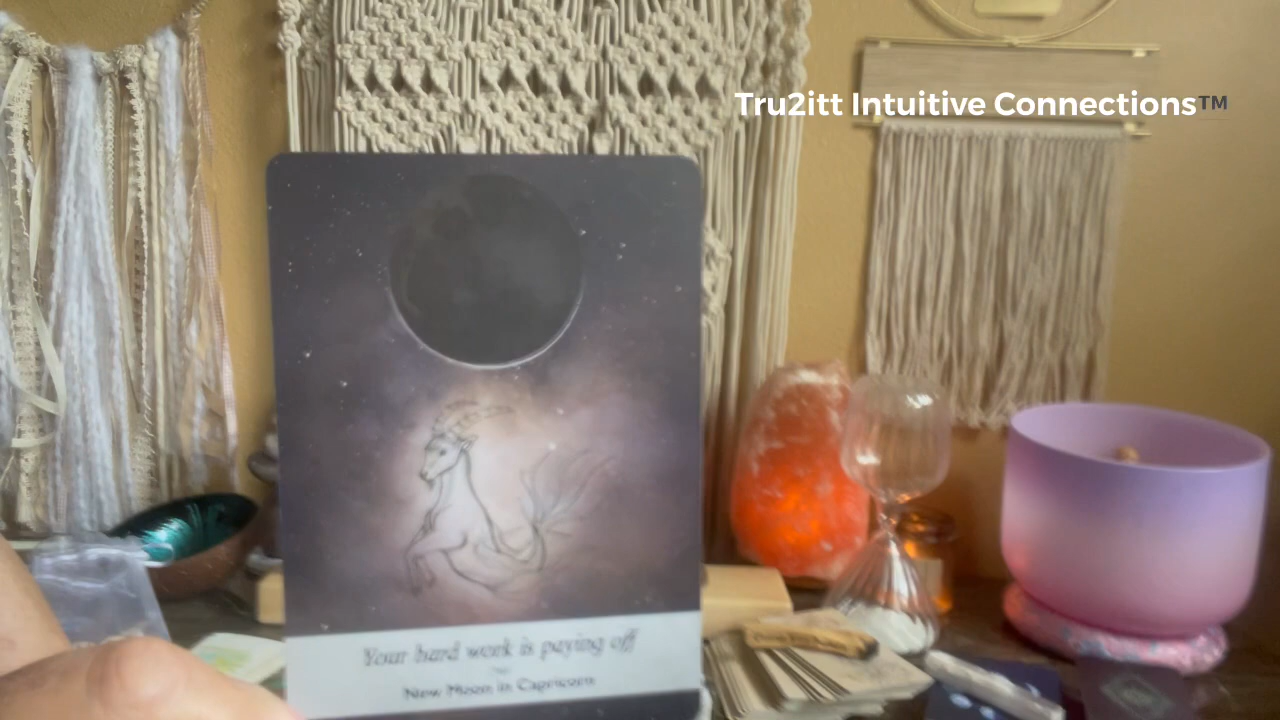 Tru2itt Intuitive Connections™
Your hard work is paying off
New Moon in Capricorn